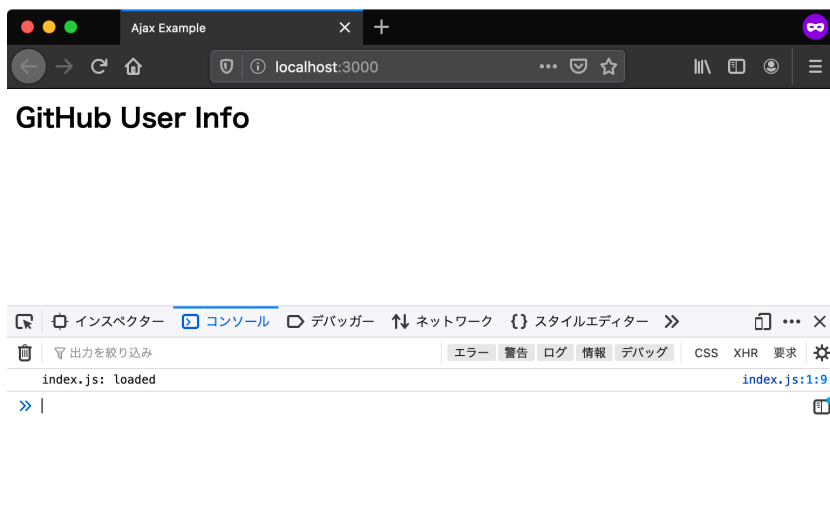 Ajax Example
localhost:3000
GitHub User Info
インスペクター コンソール デバッガー ネットワーク スタイルエディター
出力を絞り込み エラー 警告 ログ 情報 デバッグ CSS XHR 要求
index.js: loaded index.js:1:9